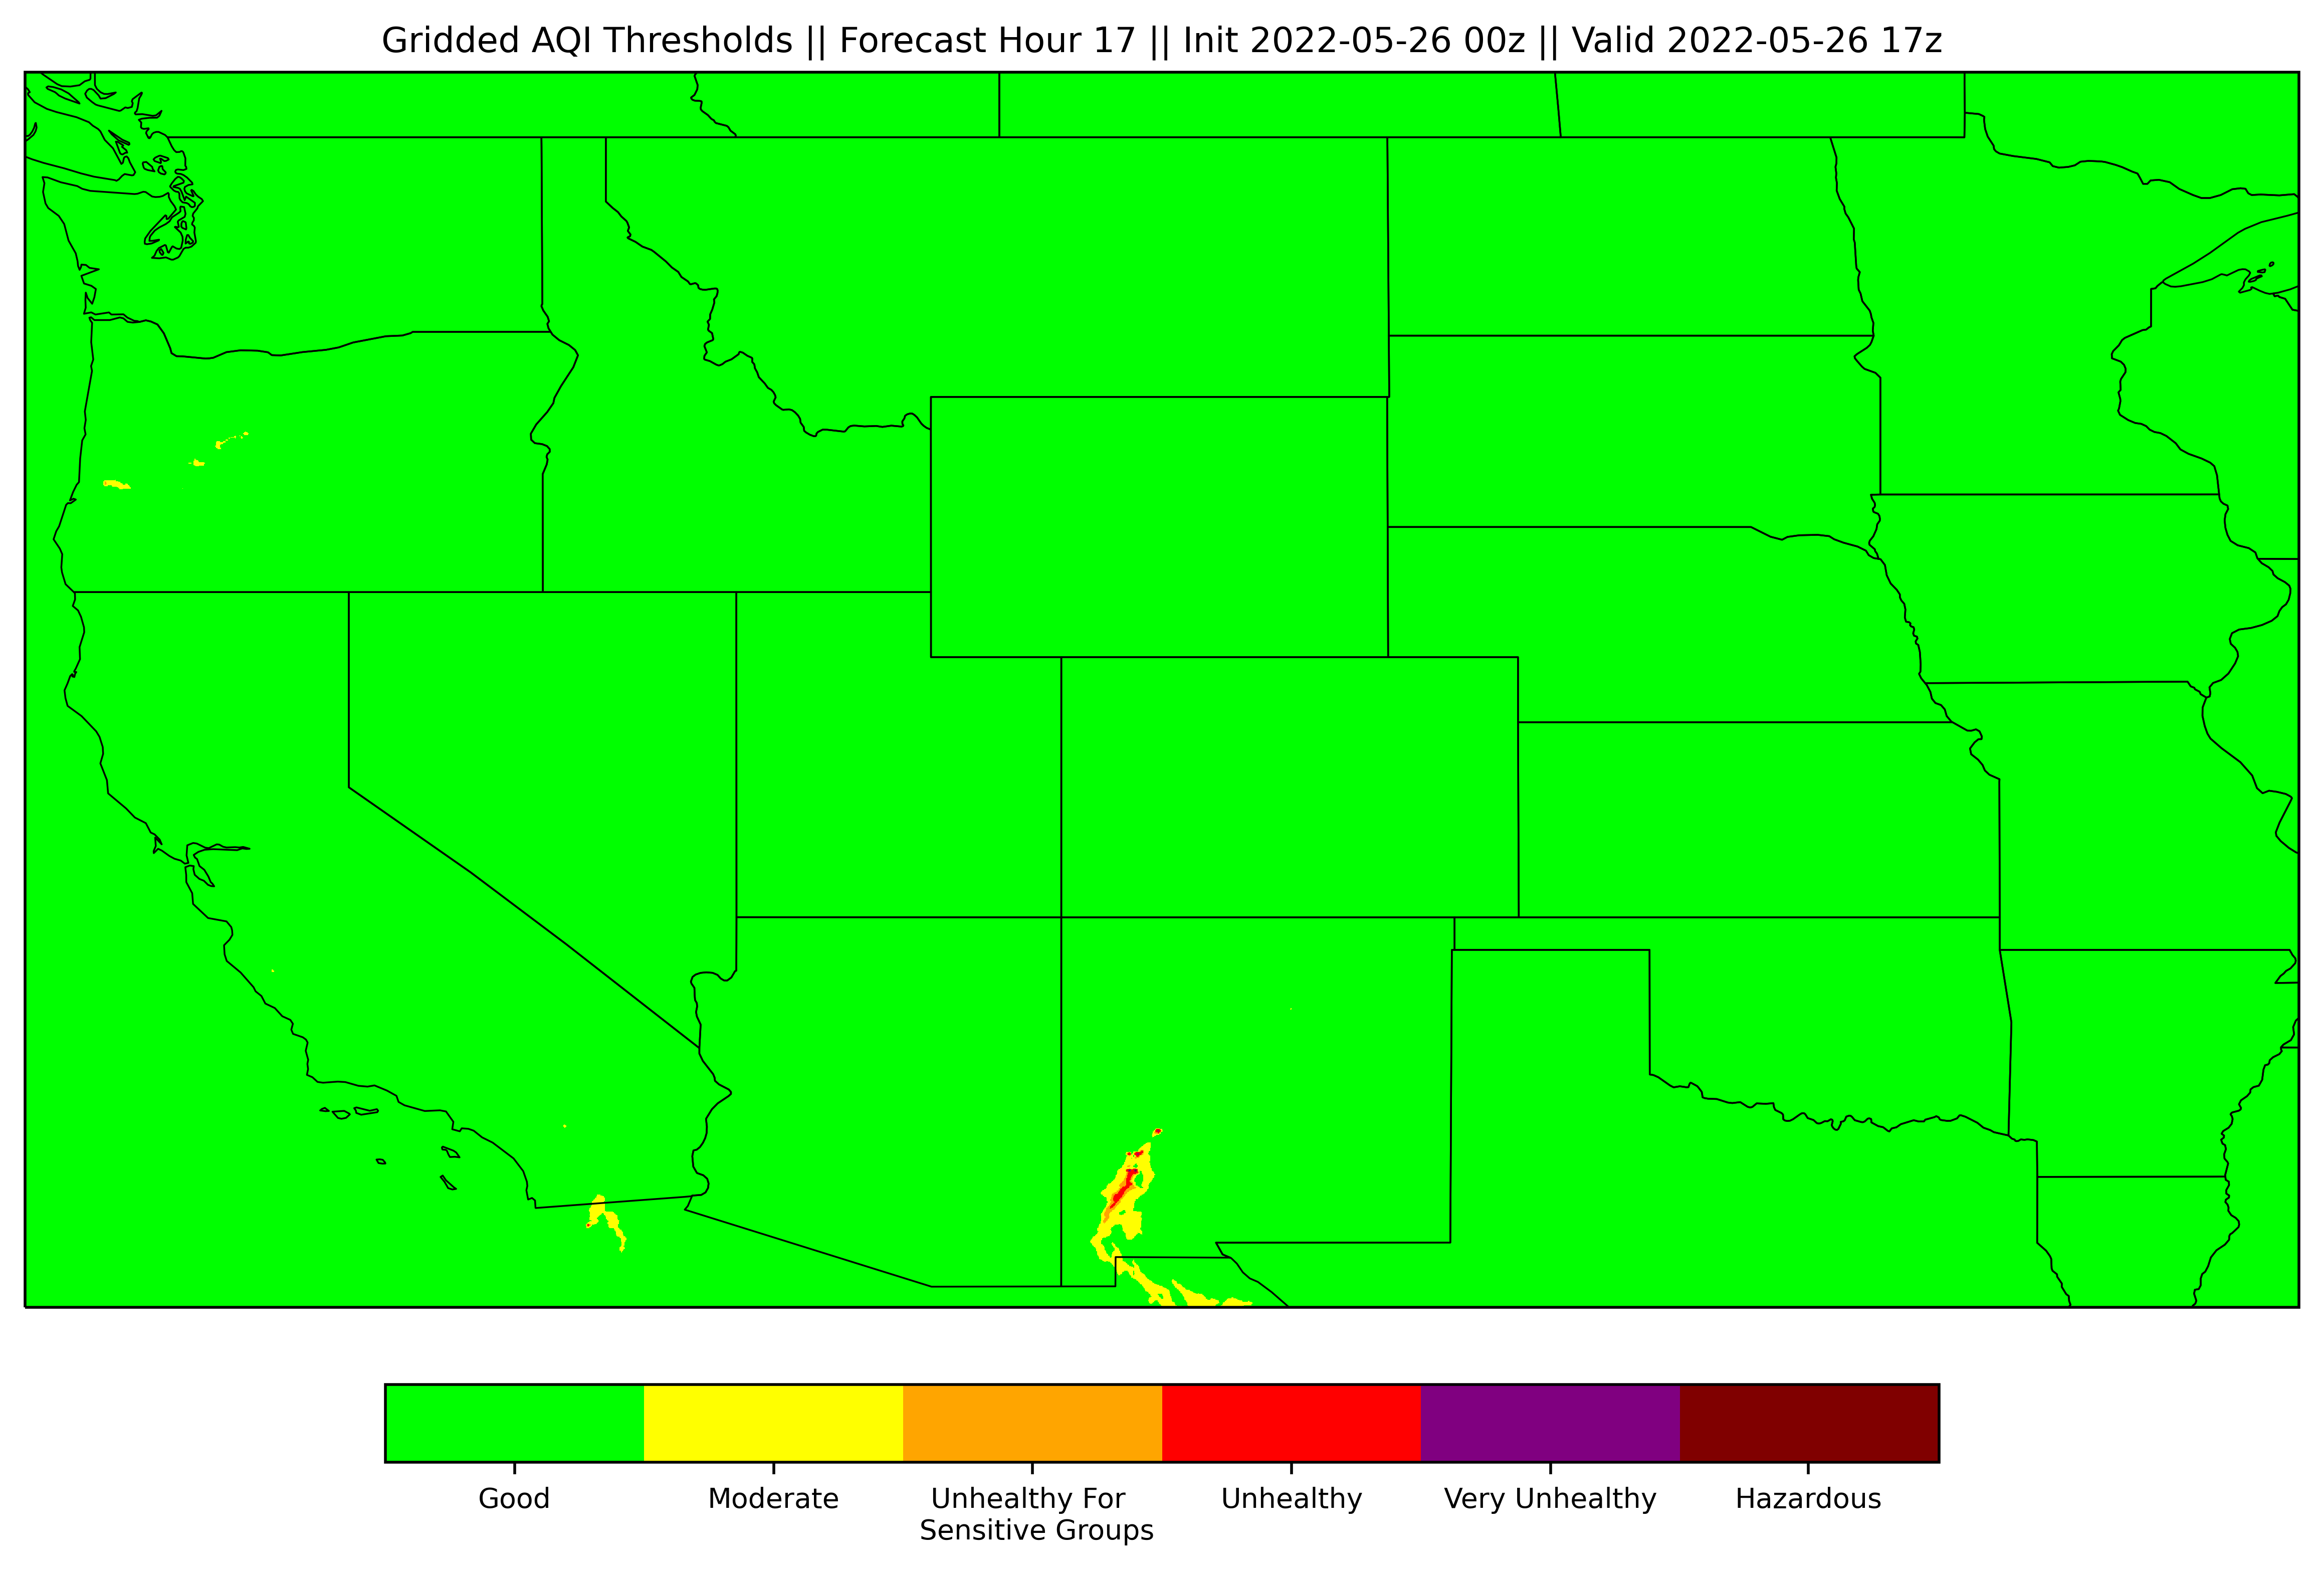 Gridded AQI Thresholds || Forecast Hour 17 || Init 2022-05-26 00z || Valid 2022-05-26 17z
Good
Moderate
Unhealthy For
Sensitive Groups
Unhealthy
Very Unhealthy
Hazardous